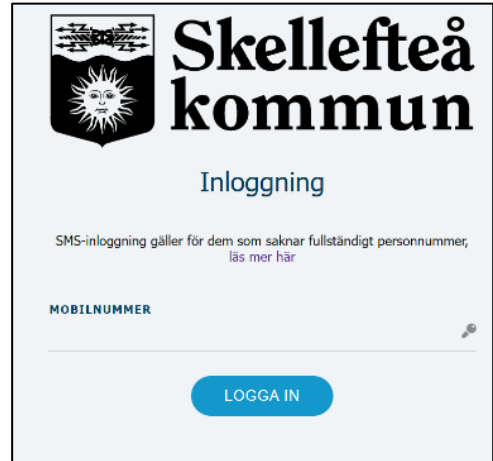 Skellefteå
kommun
Inloggning
SMS-inloggning gäller för dem som saknar fullständigt personnummer,
läs mer här
MOBILNUMMER
LOGGA IN